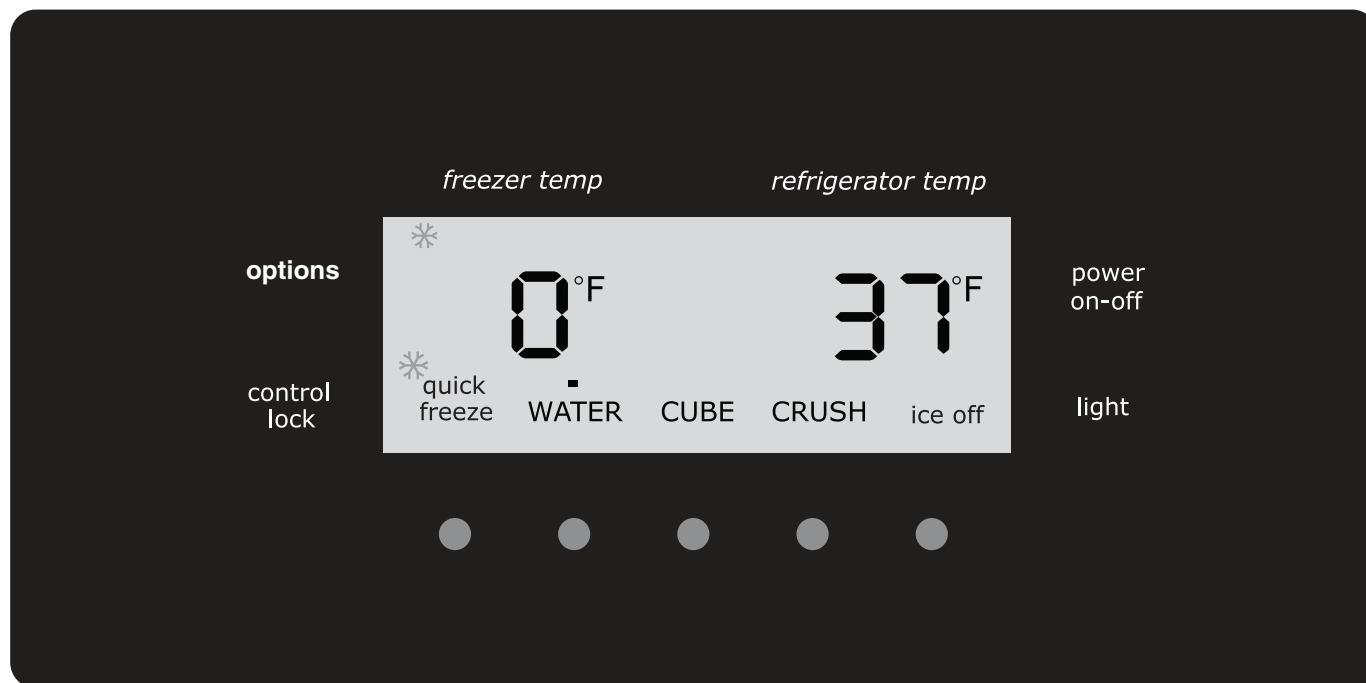 freezer temp
refrigerator temp
options
0°F
37°F
power
on-off
control
lock
quick
freeze
WATER
CUBE
CRUSH
ice off
light